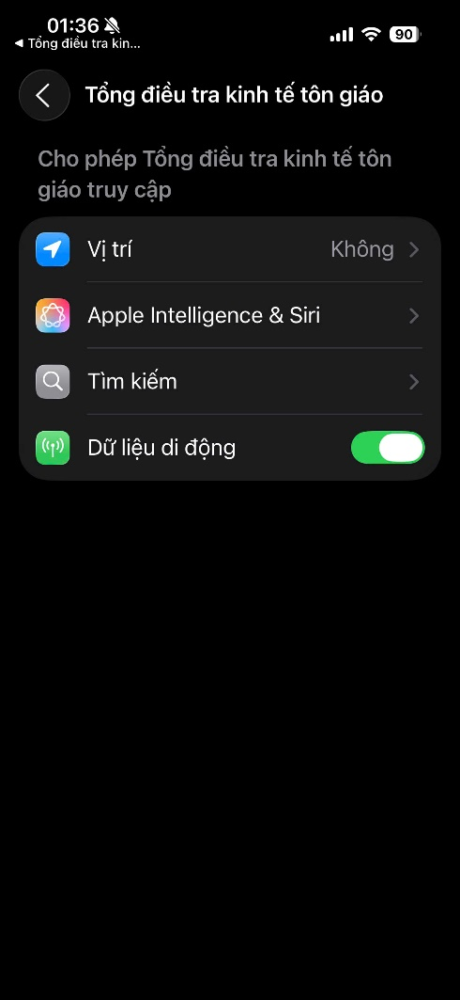 01:36
90
◀ Tổng điều tra kin...
Tổng điều tra kinh tế tôn giáo
Cho phép Tổng điều tra kinh tế tôn
giáo truy cập
Vị trí Không
Apple Intelligence & Siri
Tìm kiếm
Dữ liệu di động